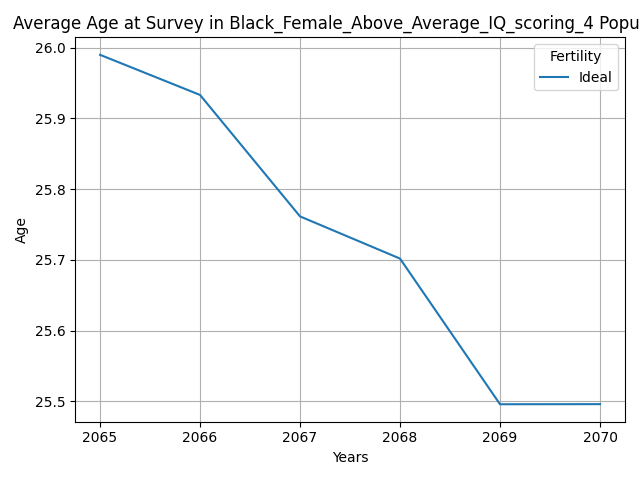 Average Age at Survey in Black_Female_Above_Average_IQ_scoring_4 Popu
Fertility
Ideal
26.0
25.9
25.8
25.7
25.6
25.5
Age
2065 2066 2067 2068 2069 2070
Years